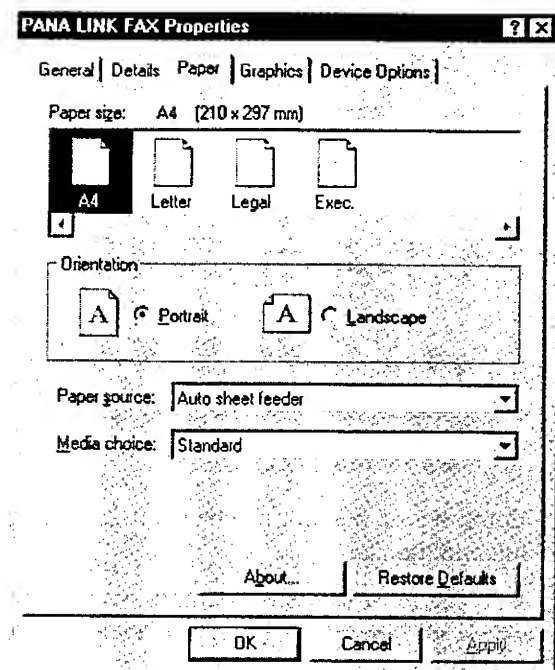 PANA LINK FAX Properties ? X
General Details Paper Graphics Device Options
Paper size: A4 (210 x 297 mm)
A4 Letter Legal Exec.
Orientation
A Portrait A Landscape
Paper source: Auto sheet feeder
Media choice: Standard
About... Restore Defaults
OK Cancel Apply